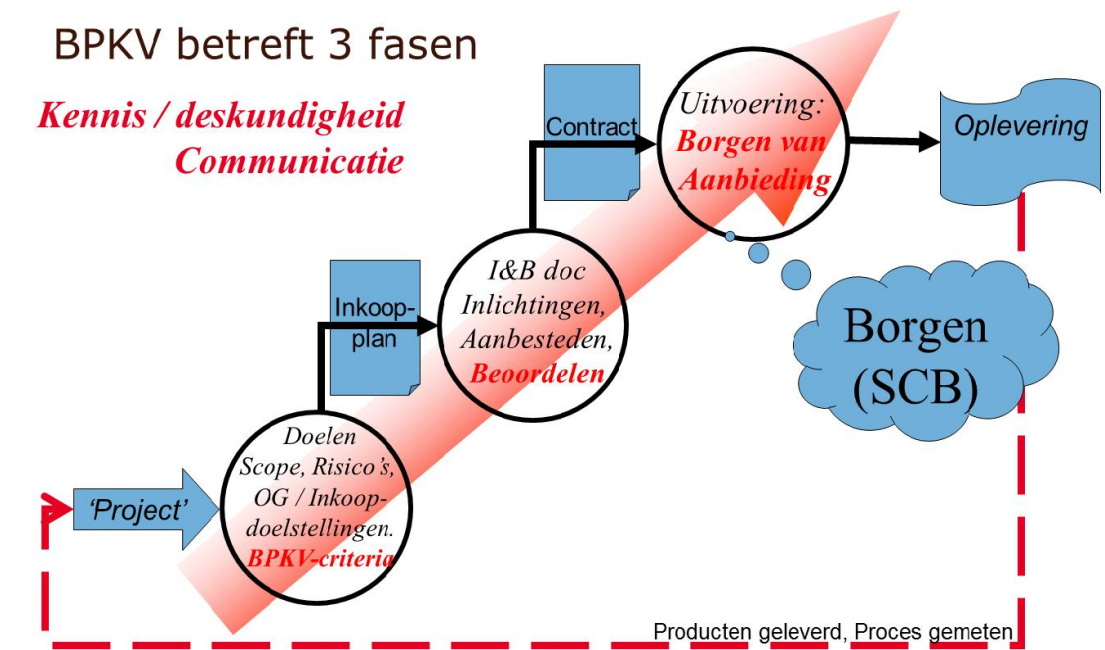 BPKV betreft 3 fasen
Kennis / deskundigheid
Communicatie
Contract
Uitvoering:
Borgen van
Aanbieding
Oplevering
Inkoop-
plan
I&B doc
Inlichtingen,
Aanbesteden,
Beoordelen
Borgen
(SCB)
‘Project’
Doelen
Scope, Risico’s,
OG / Inkoop-
doelstellingen.
BPKV-criteria
Producten geleverd, Proces gemeten